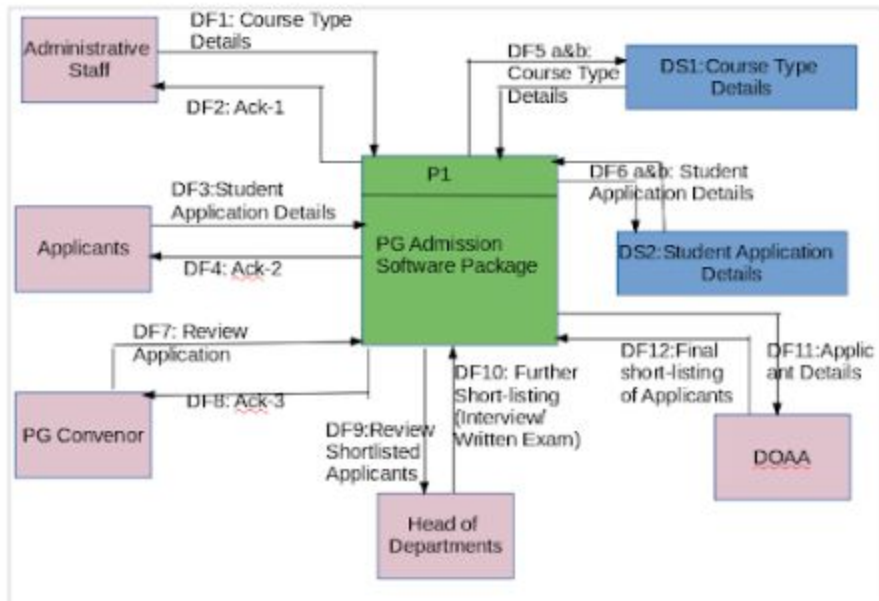 DF1: Course Type
Details
Administrative
Staff
DF2: Ack-1
DF5 a&b:
Course Type
Details
DS1:Course Type
Details
P1
PG Admission
Software Package
DF3:Student
Application Details
Applicants
DF4: Ack-2
DF6 a&b: Student
Application Details
DS2:Student Application
Details
DF7: Review
Application
DF8: Ack-3
PG Convenor
DF9:Review
Shortlisted
Applicants
DF10: Further
Short-listing
(Interview/
Written Exam)
Head of
Departments
DF12:Final
short-listing
of Applicants
DF11:Applic
ant Details
DOAA